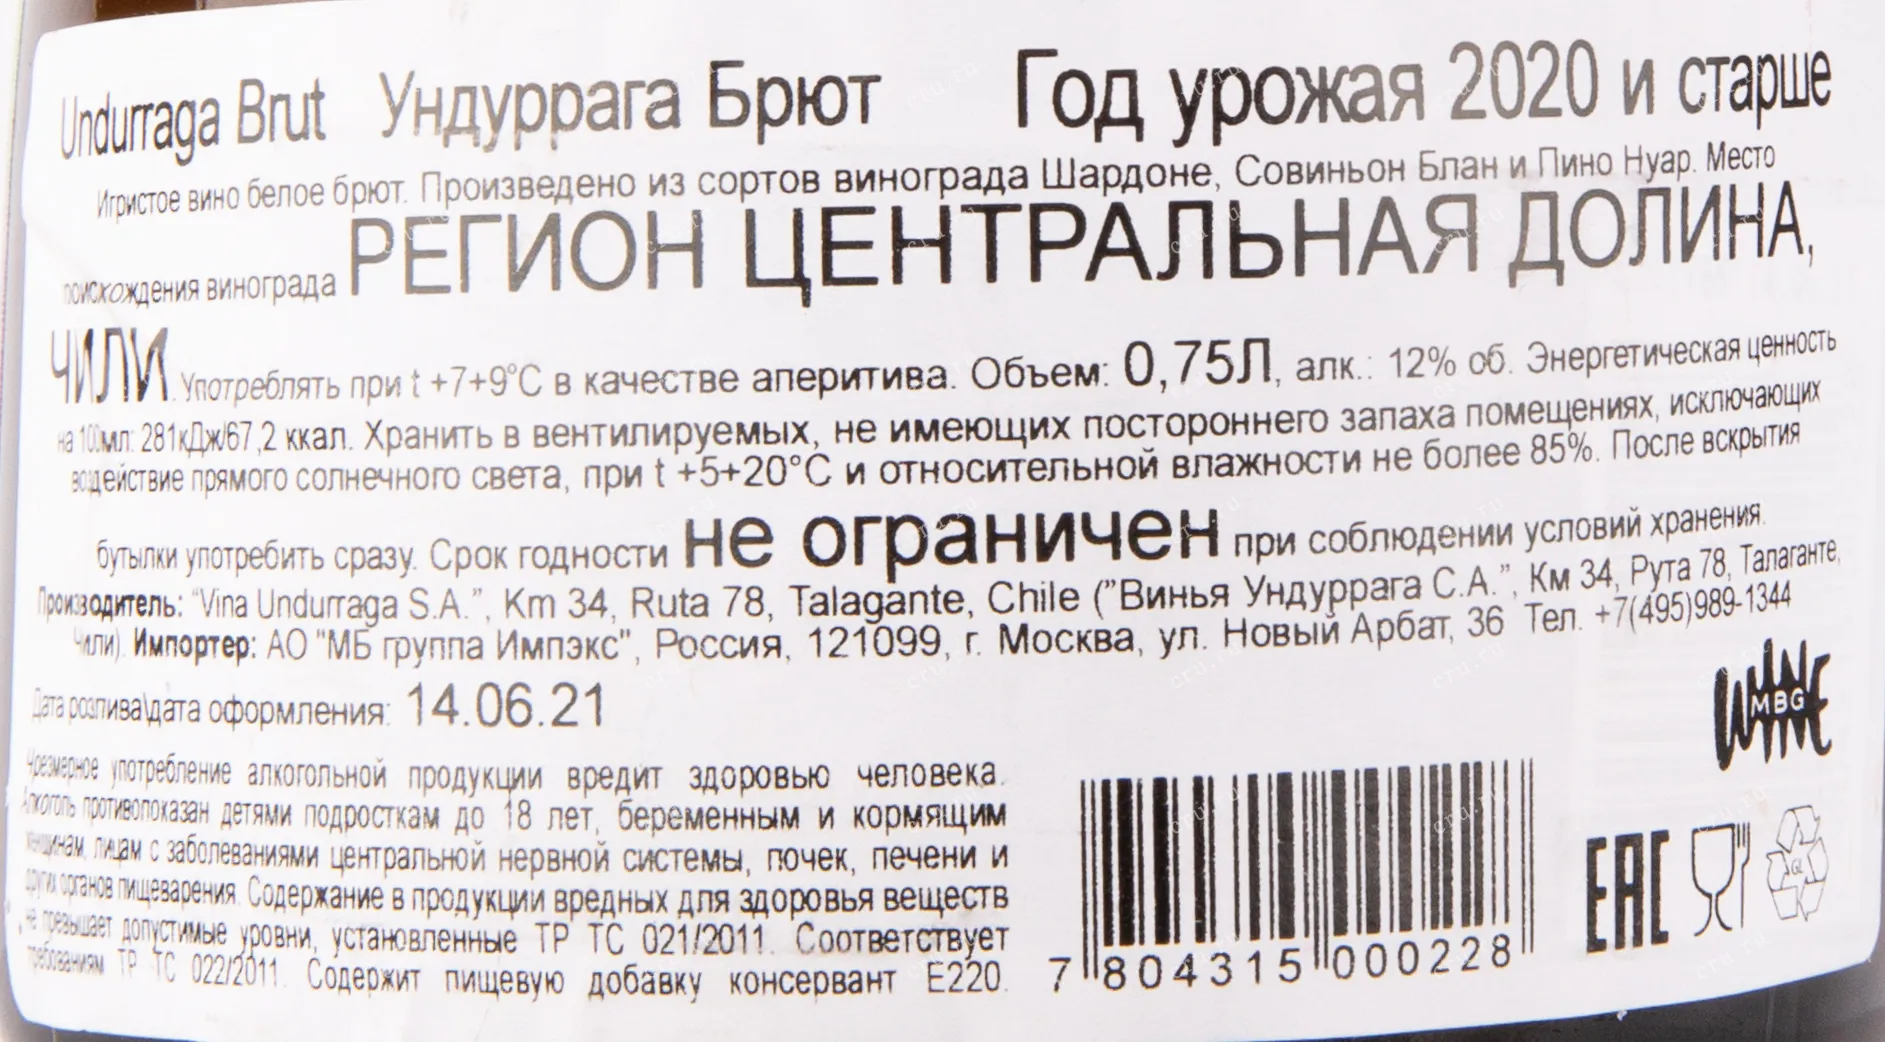 Undurraga Brut Ундуррага Брют Год урожая 2020 и старше
Игристое вино белое брют. Произведено из сортов винограда Шардоне, Совиньон Блан и Пино Нуар. Место
поисхождения винограда РЕГИОН ЦЕНТРАЛЬНАЯ ДОЛИНА,
ЧИЛИ. Употреблять при t +7+9°C в качестве аперитива. Объем: 0,75Л, алк.: 12% об. Энергетическая ценность
на 100мл: 281кДж/67,2 ккал. Хранить в вентилируемых, не имеющих постороннего запаха помещениях, исключающих
воздействие прямого солнечного света, при t +5+20°C и относительной влажности не более 85%. После вскрытия
бутылки употребить сразу. Срок годности не ограничен при соблюдении условий хранения.
Производитель: "Vina Undurraga S.A.", Km 34, Ruta 78, Talagante, Chile ("Винья Ундуррага С.А.", Км 34, Рута 78, Талаганте,
Чили). Импортер: АО "МБ группа Импэкс", Россия, 121099, г. Москва, ул. Новый Арбат, 36 Тел. +7(495)989-1344
Дата розлива\дата оформления: 14.06.21
WINE
MBG
Чрезмерное употребление алкогольной продукции вредит здоровью человека.
Алкоголь противопоказан детями подросткам до 18 лет, беременным и кормящим
женщинам, лицам с заболеваниями центральной нервной системы, почек, печени и
других органов пищеварения. Содержание в продукции вредных для здоровья веществ
не превышает допустимые уровни, установленные ТР ТС 021/2011. Соответствует
требованиям ТР ТС 022/2011. Содержит пищевую добавку консервант E220.
7 804315 000228
EAC
GL